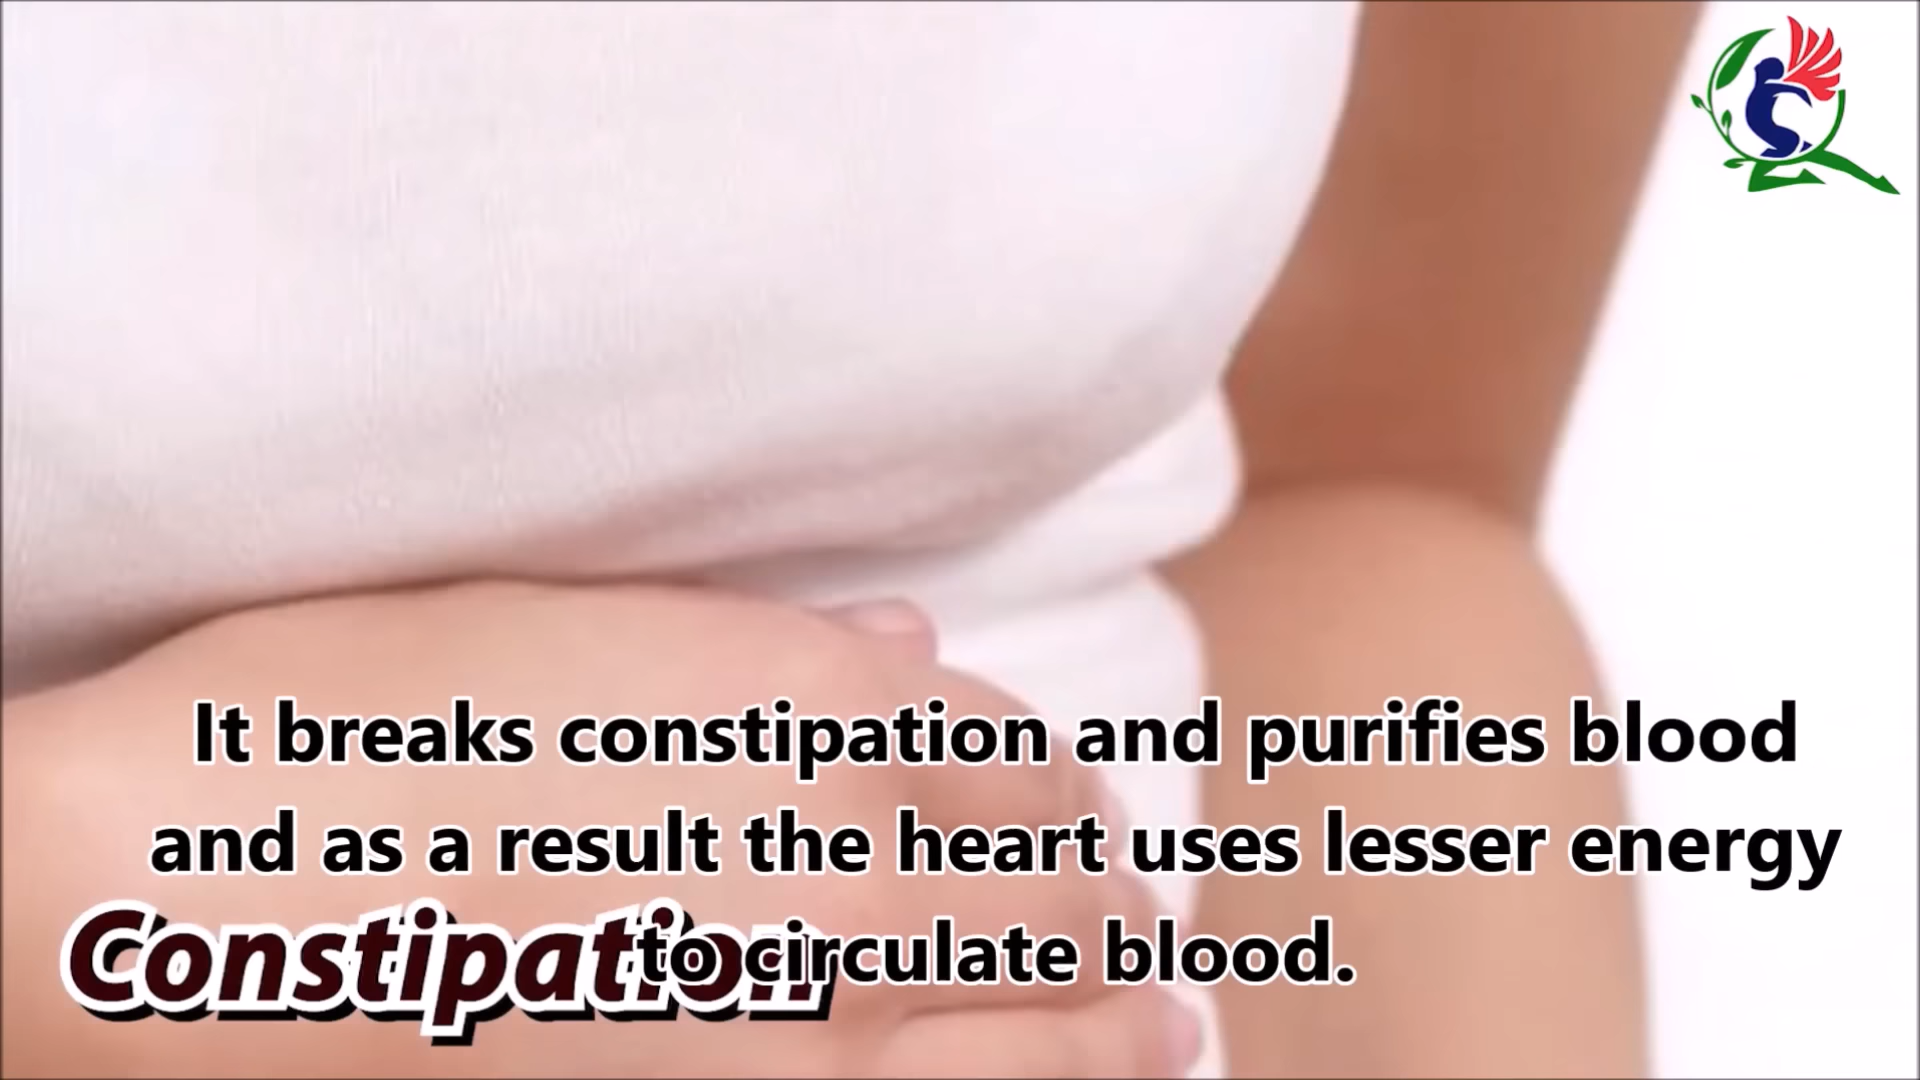 It breaks constipation and purifies blood
and as a result the heart uses lesser energy
to circulate blood.
Constipation